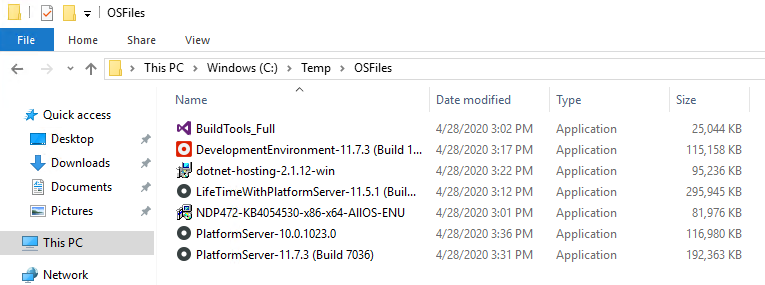 OSFiles
File Home Share View
This PC Windows (C:) Temp OSFiles
Name Date modified Type Size
Quick access
Desktop
Downloads
Documents
Pictures
This PC
Network
BuildTools_Full 4/28/2020 3:02 PM Application 25,044 KB
DevelopmentEnvironment-11.7.3 (Build 1... 4/28/2020 3:17 PM Application 115,158 KB
dotnet-hosting-2.1.12-win 4/28/2020 3:22 PM Application 95,236 KB
LifeTimeWithPlatformServer-11.5.1 (Buil... 4/28/2020 3:12 PM Application 295,945 KB
NDP472-KB4054530-x86-x64-AllOS-ENU 4/28/2020 3:01 PM Application 81,976 KB
PlatformServer-10.0.1023.0 4/28/2020 3:36 PM Application 116,980 KB
PlatformServer-11.7.3 (Build 7036) 4/28/2020 3:31 PM Application 192,363 KB